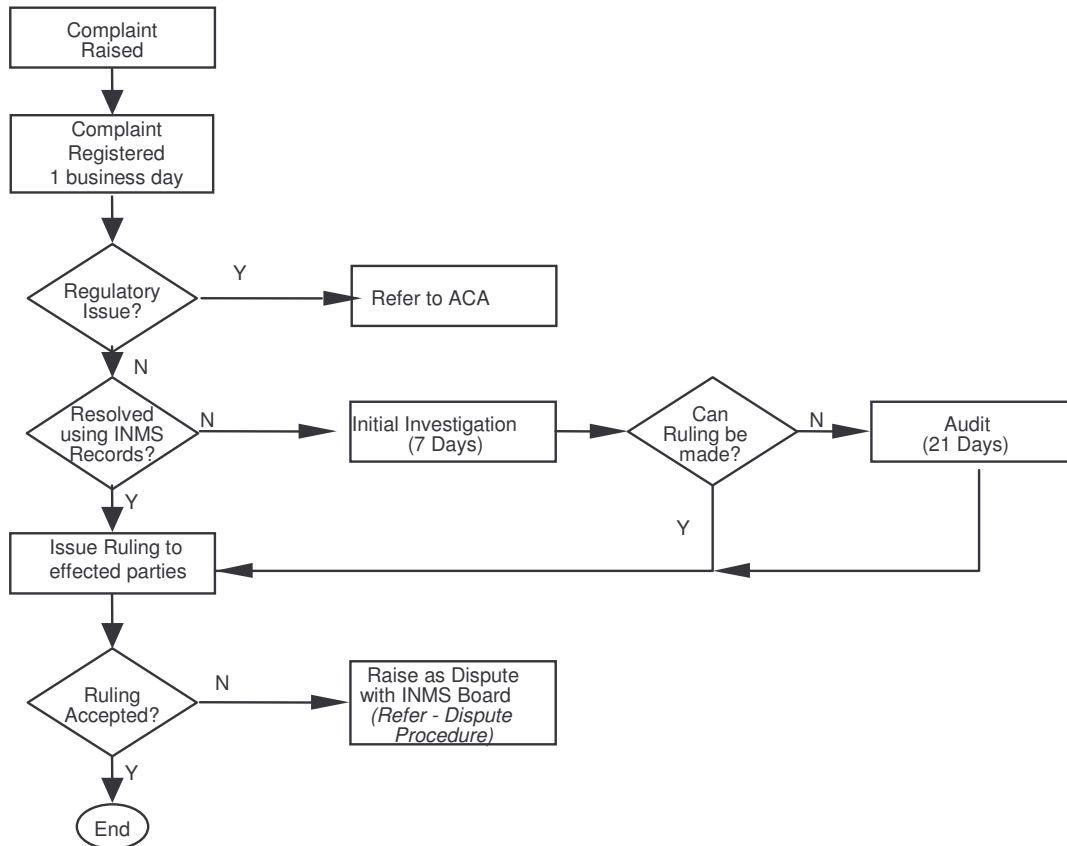 Complaint
Raised
Complaint
Registered
1 business day
Regulatory
Issue?
Y
Refer to ACA
N
Resolved
using INMS
Records?
N
Initial Investigation
(7 Days)
Can
Ruling be
made?
N
Audit
(21 Days)
Y
Y
Issue Ruling to
effected parties
Ruling
Accepted?
N
Raise as Dispute
with INMS Board
(Refer - Dispute
Procedure)
Y
End